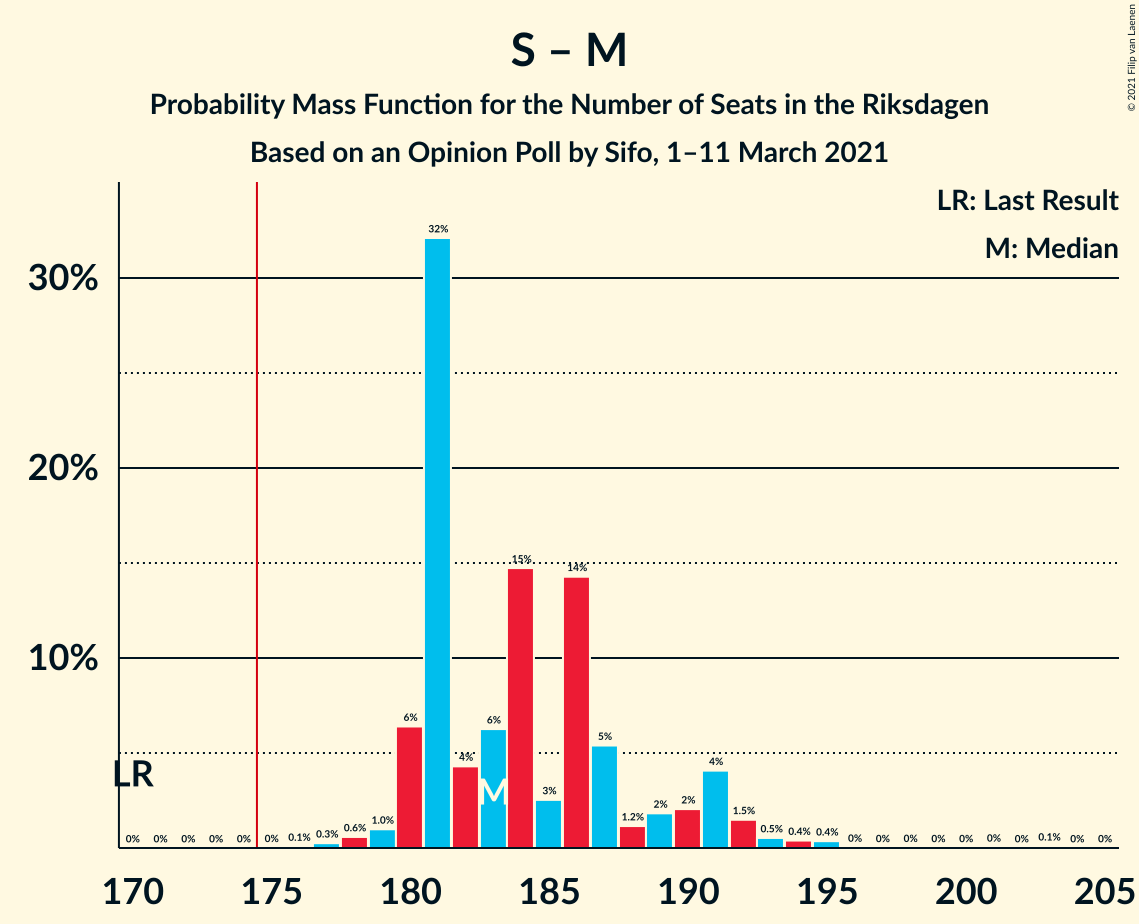 S – M
Probability Mass Function for the Number of Seats in the Riksdagen
Based on an Opinion Poll by Sifo, 1–11 March 2021
© 2021 Filip van Laenen
LR: Last Result
M: Median
30%
20%
10%
LR
M
0% 0% 0% 0% 0% 0% 0.1% 0.3% 0.6% 1.0% 6% 32% 4% 6% 15% 3% 14% 5% 1.2% 2% 2% 4% 1.5% 0.5% 0.4% 0.4% 0% 0% 0% 0% 0% 0% 0% 0.1% 0% 0%
170 175 180 185 190 195 200 205